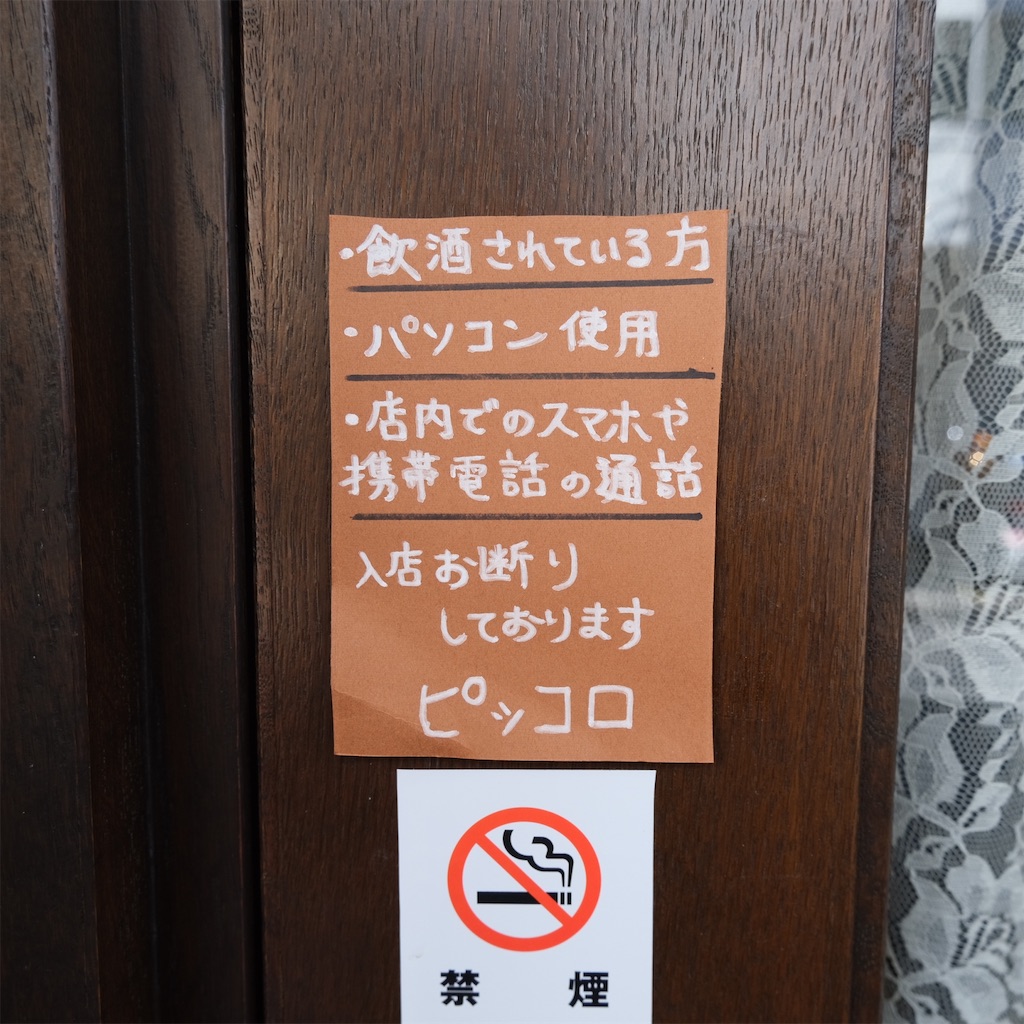 ・飲酒されている方
・パソコン使用
・店内でのスマホや
携帯電話の通話
入店お断り
しております
ピッコロ
禁 煙